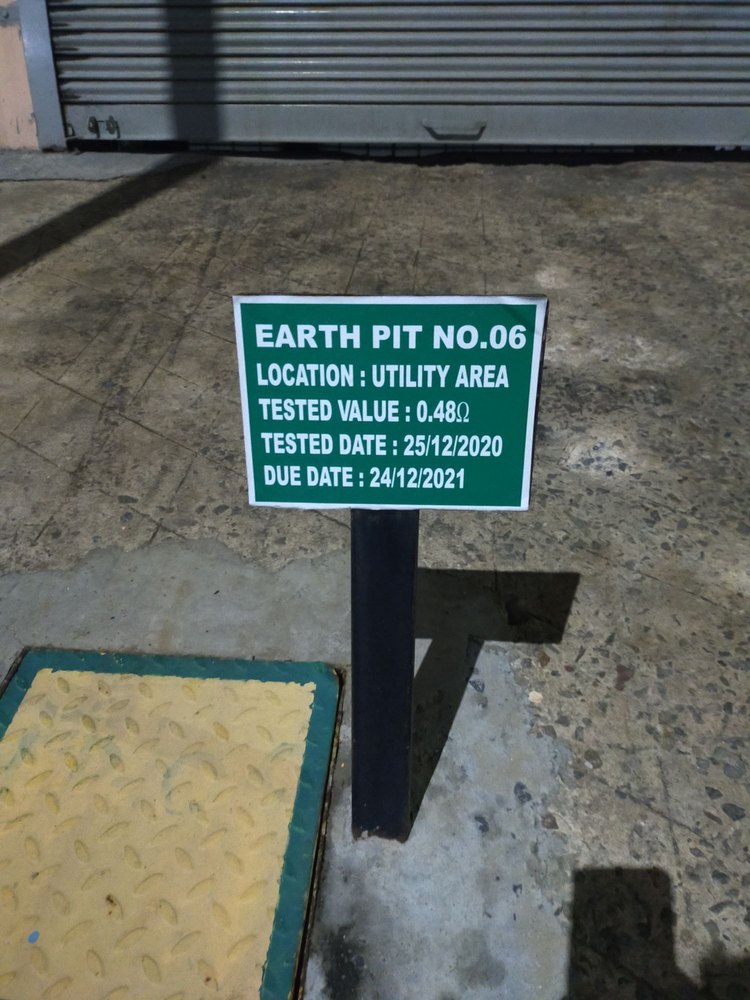 EARTH PIT NO.06
LOCATION : UTILITY AREA
TESTED VALUE : 0.48Ω
TESTED DATE : 25/12/2020
DUE DATE : 24/12/2021